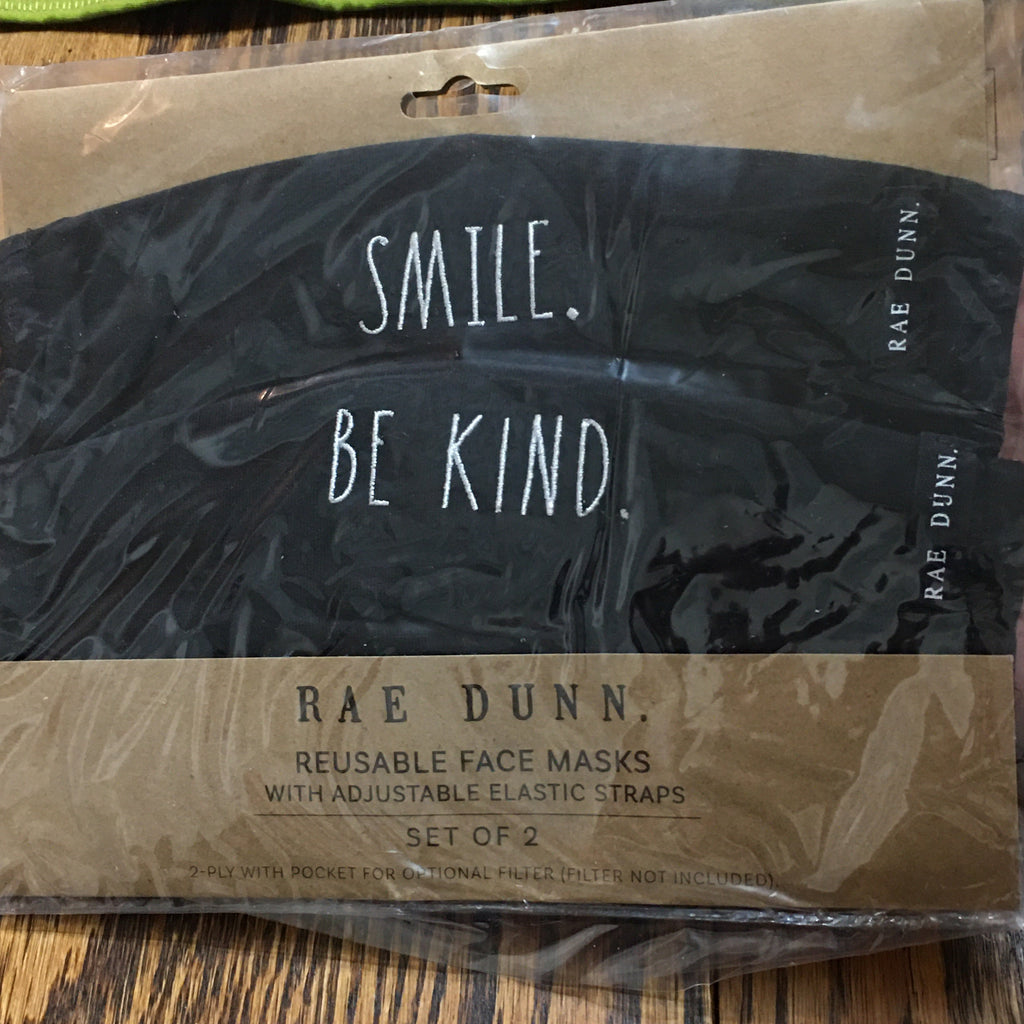 SMILE.
RAE DUNN.
BE KIND.
RAE DUNN.
RAE DUNN.
REUSABLE FACE MASKS
WITH ADJUSTABLE ELASTIC STRAPS
SET OF 2
2-PLY WITH POCKET FOR OPTIONAL FILTER (FILTER NOT INCLUDED)